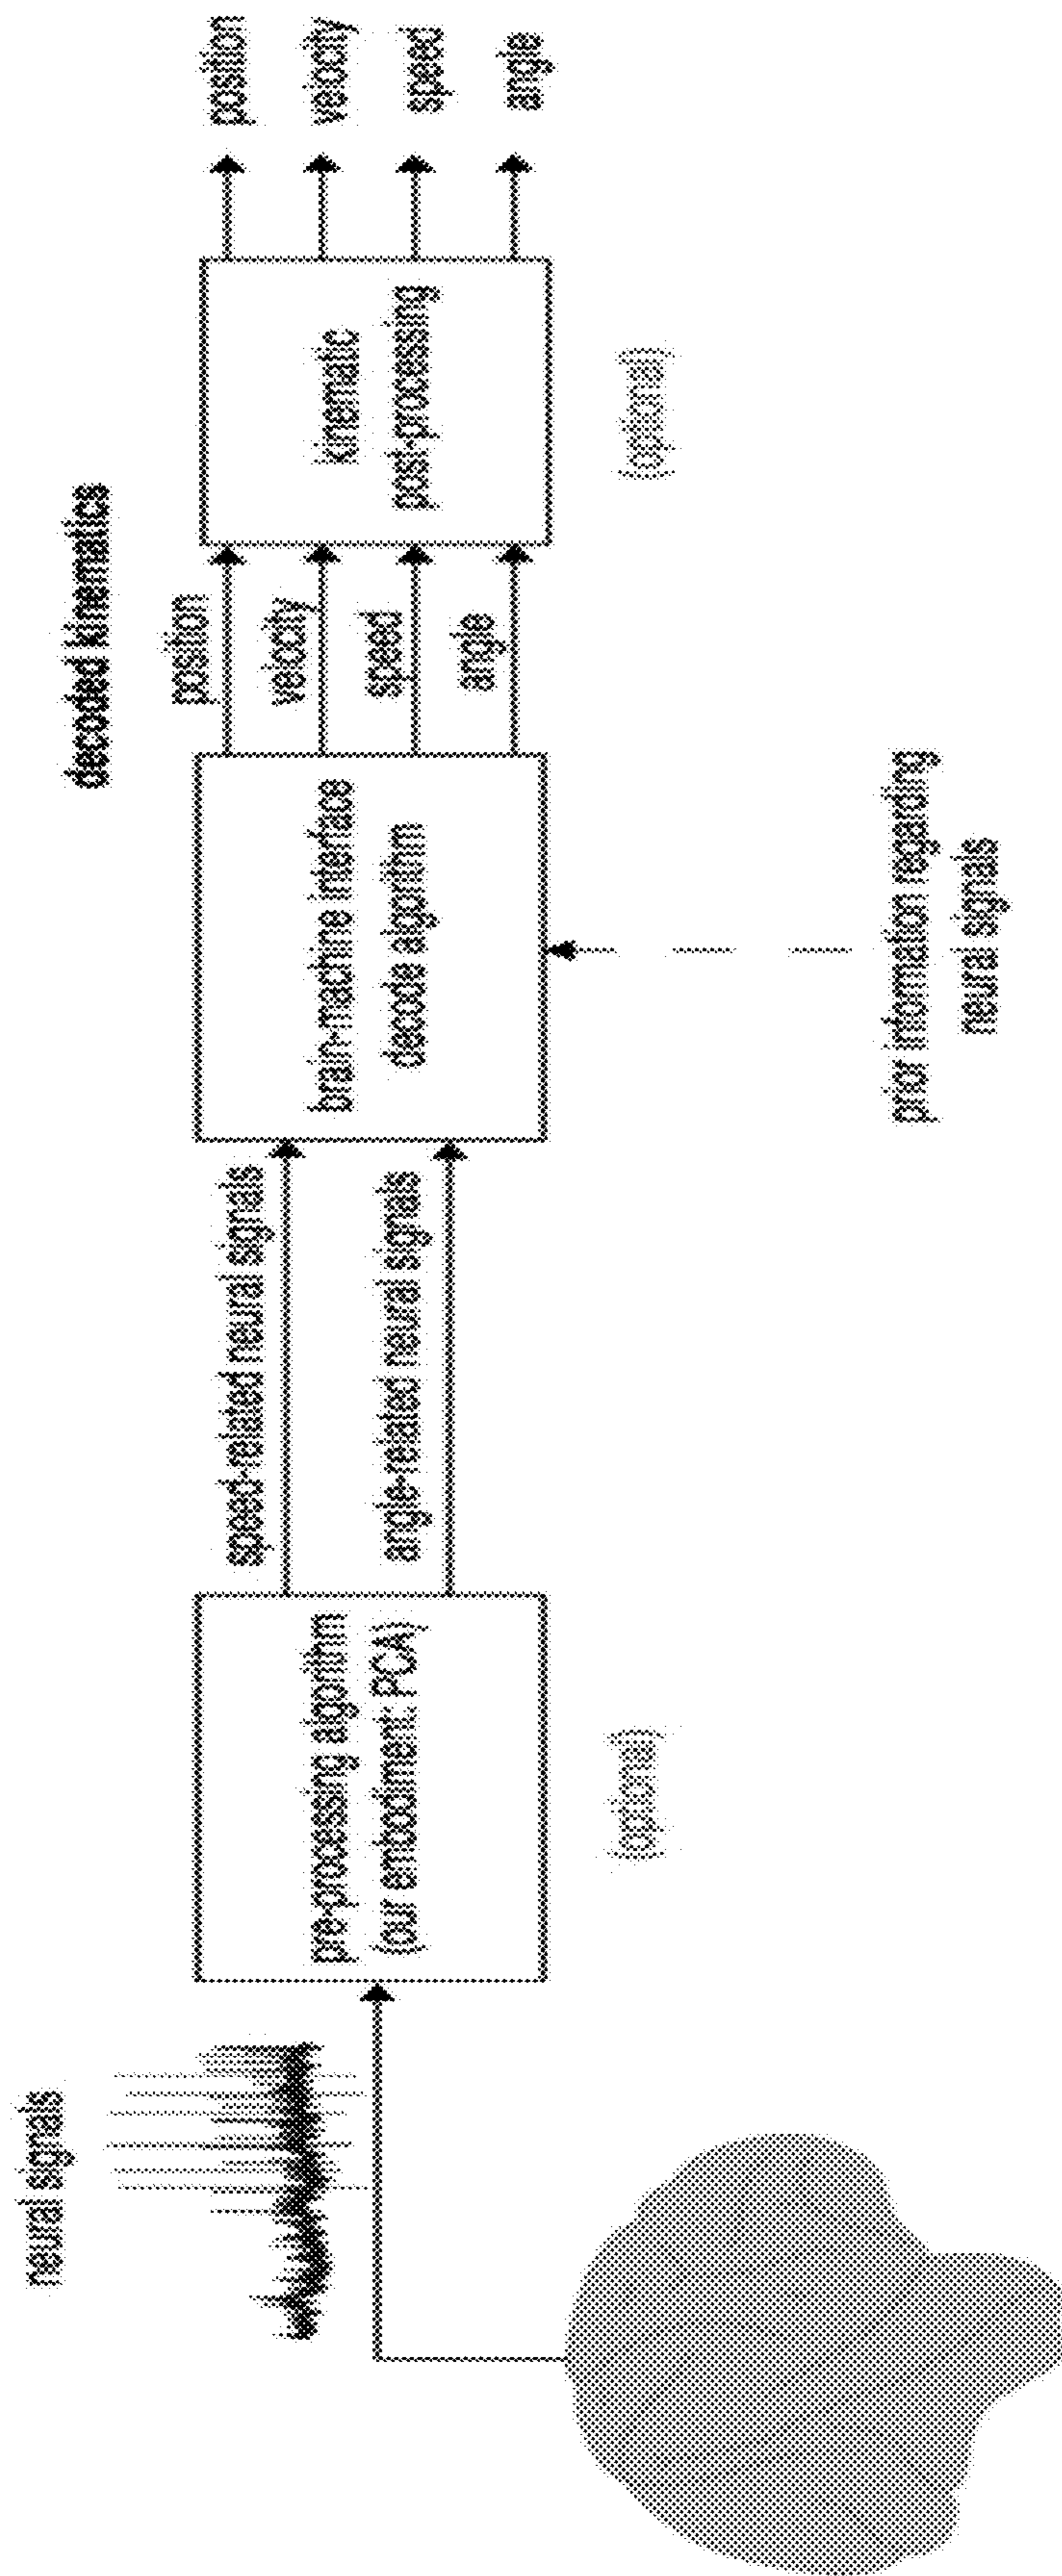 neural signals
pre-processing algorithm
(our embodiment: PCA)
(optional)
speed-related neural signals
angle-related neural signals
brain-machine interface
decode algorithm
prior information regarding
neural signals
decoded kinematics
position
velocity
speed
angle
kinematic
post-processing
(optional)
position
velocity
speed
angle